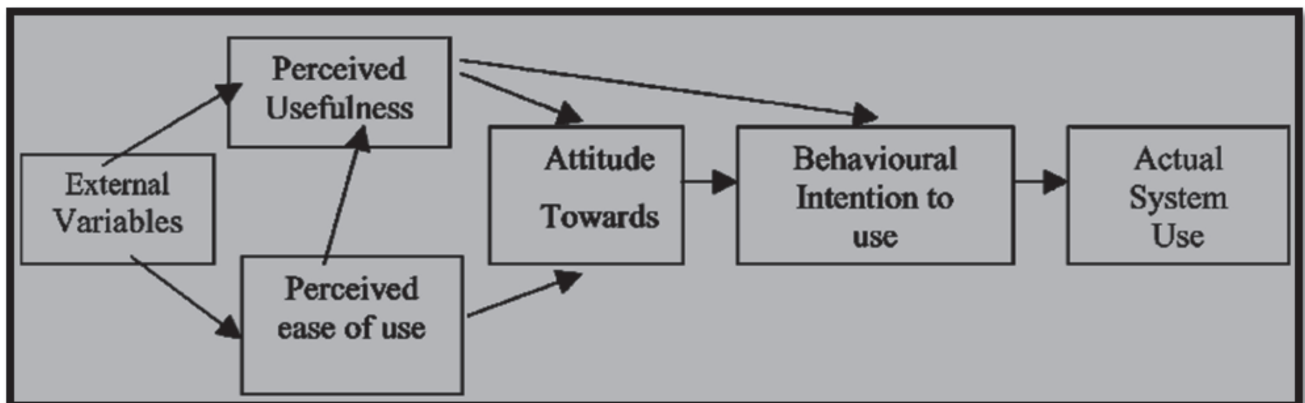 Perceived
Usefulness
External
Variables
Perceived
ease of use
Attitude
Towards
Behavioural
Intention to
use
Actual
System
Use